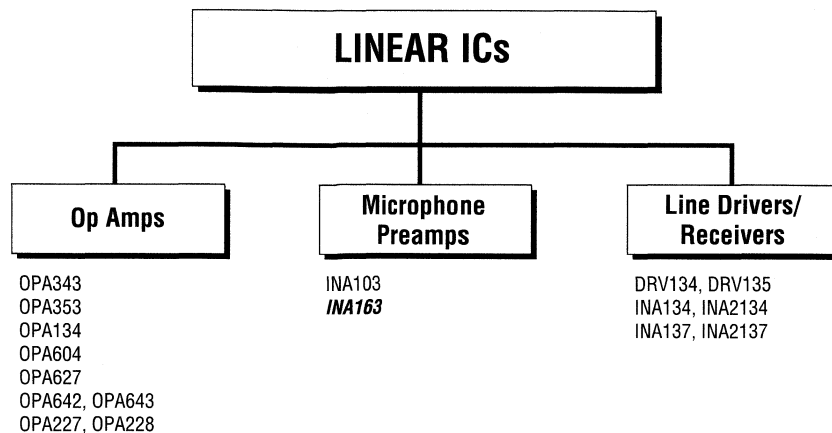 LINEAR ICs
Op Amps
OPA343
OPA353
OPA134
OPA604
OPA627
OPA642, OPA643
OPA227, OPA228
Microphone
Preamps
INA103
INA163
Line Drivers/
Receivers
DRV134, DRV135
INA134, INA2134
INA137, INA2137